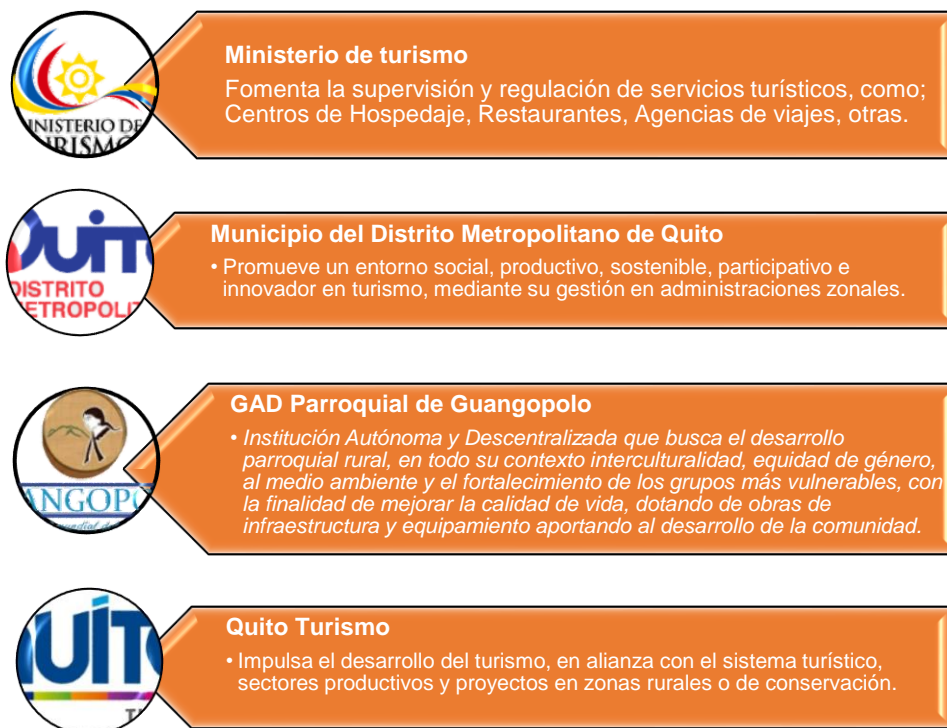 Ministerio de turismo
Fomenta la supervisión y regulación de servicios turísticos, como;
Centros de Hospedaje, Restaurantes, Agencias de viajes, otras.
NISTERIO DE
Municipio del Distrito Metropolitano de Quito
• Promueve un entorno social, productivo, sostenible, participativo e
innovador en turismo, mediante su gestión en administraciones zonales.
QUIT
DISTRITO
ETROPOLI
GAD Parroquial de Guangopolo
• Institución Autónoma y Descentralizada que busca el desarrollo
parroquial rural, en todo su contexto interculturalidad, equidad de género,
al medio ambiente y el fortalecimiento de los grupos más vulnerables, con
la finalidad de mejorar la calidad de vida, dotando de obras de
infraestructura y equipamiento aportando al desarrollo de la comunidad.
ANGOPO
Quito Turismo
• Impulsa el desarrollo del turismo, en alianza con el sistema turístico,
sectores productivos y proyectos en zonas rurales o de conservación.
UIT